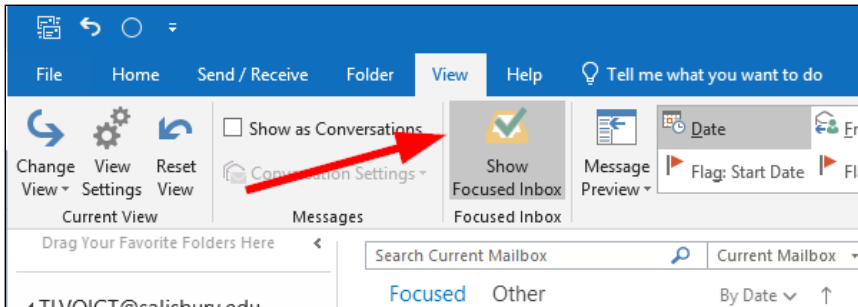 File Home Send / Receive Folder View Help Tell me what you want to do
Show as Conversations Date
Change View Reset Show Message
Conversation Settings Flag: Start Date
View Settings View Focused Inbox Preview
Current View Messages Focused Inbox
Drag Your Favorite Folders Here
Search Current Mailbox Current Mailbox
Focused Other By Date